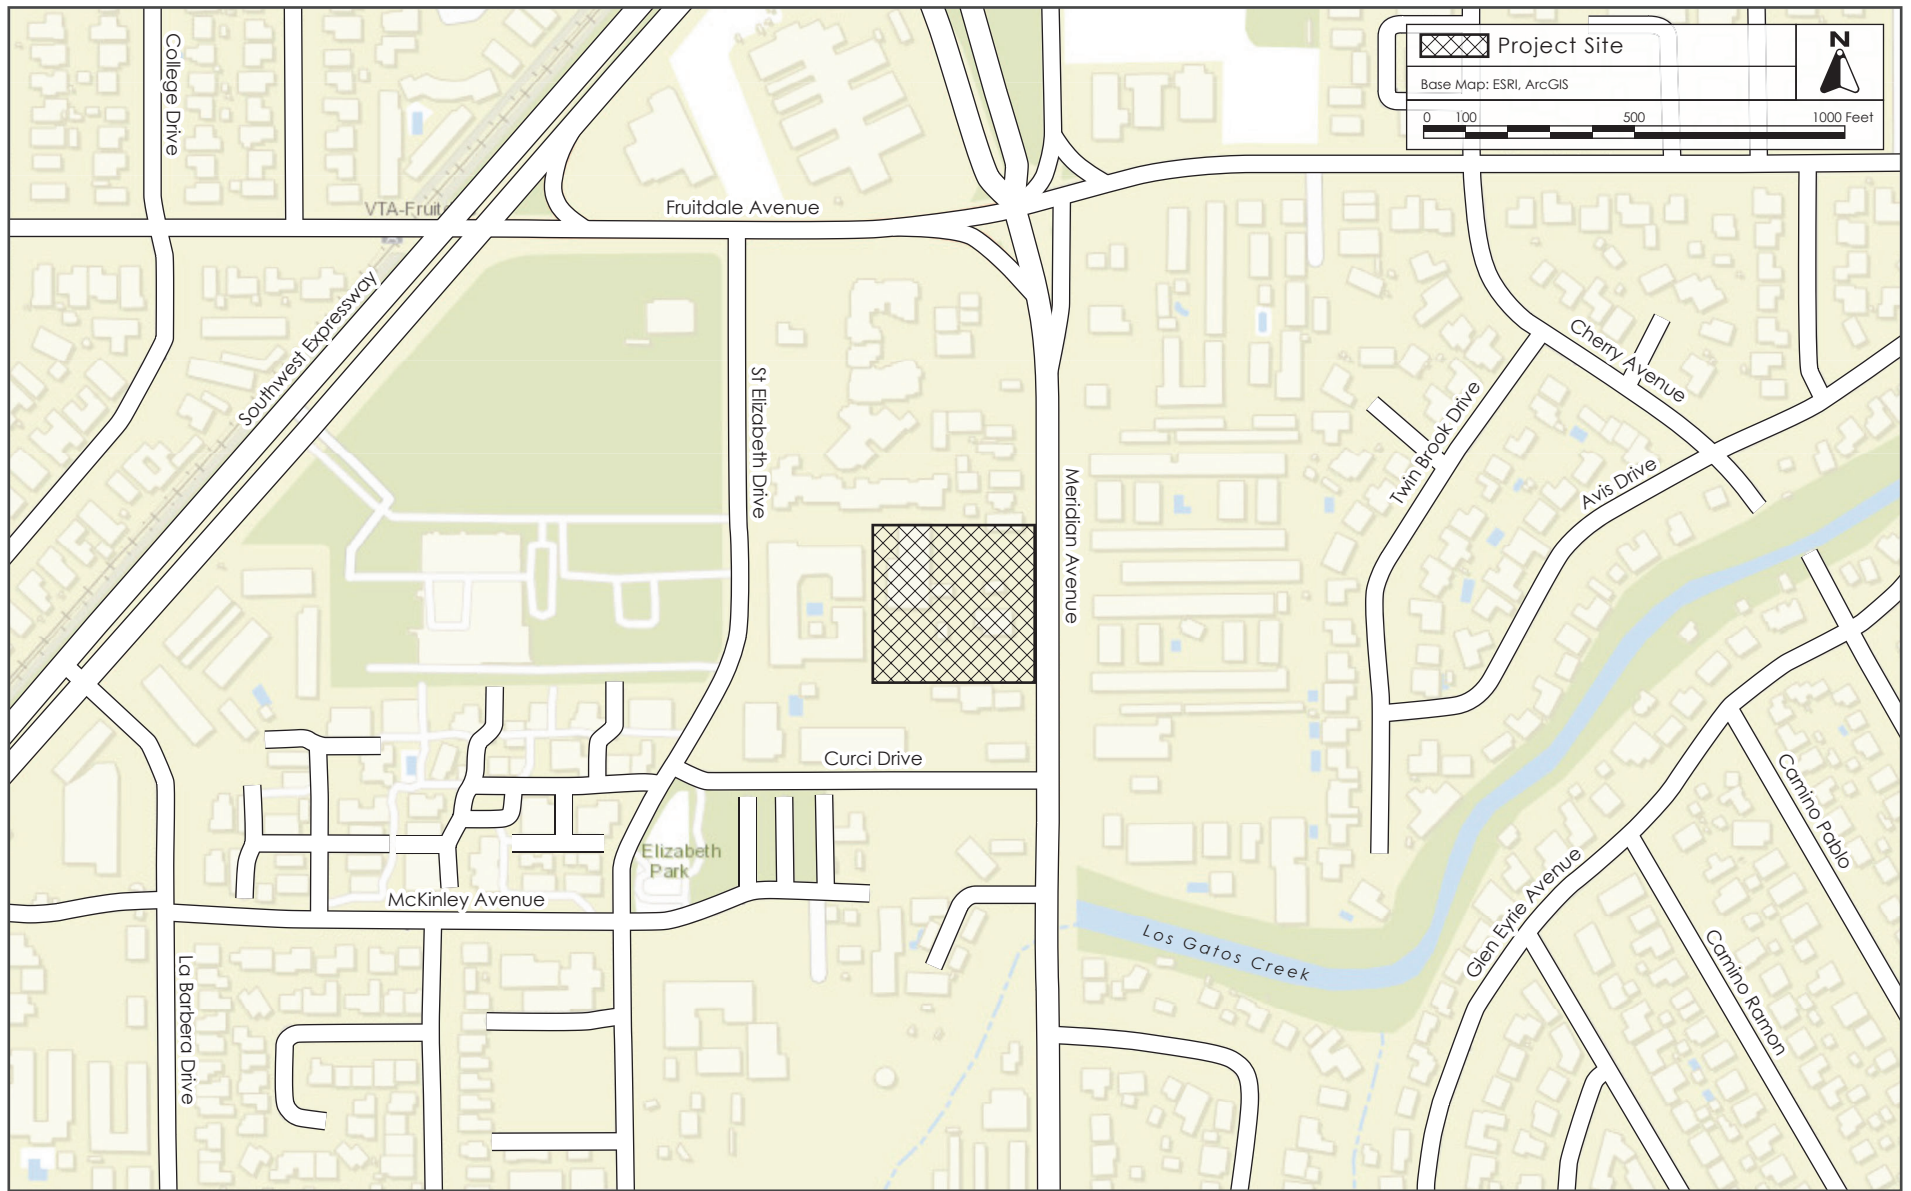 College Drive
Project Site
N
Base Map: ESRI, ArcGIS
0 100 500 1000 Feet
VTA-Fruit
Fruitdale Avenue
Southwest Expressway
St Elizabeth Drive
Meridian Avenue
Cherry Avenue
Twin Brook Drive
Avis Drive
Curci Drive
Camino Pablo
Elizabeth
Park
McKinley Avenue
Glen Eyrie Avenue
Los Gatos Creek
La Barbera Drive
Camino Ramon